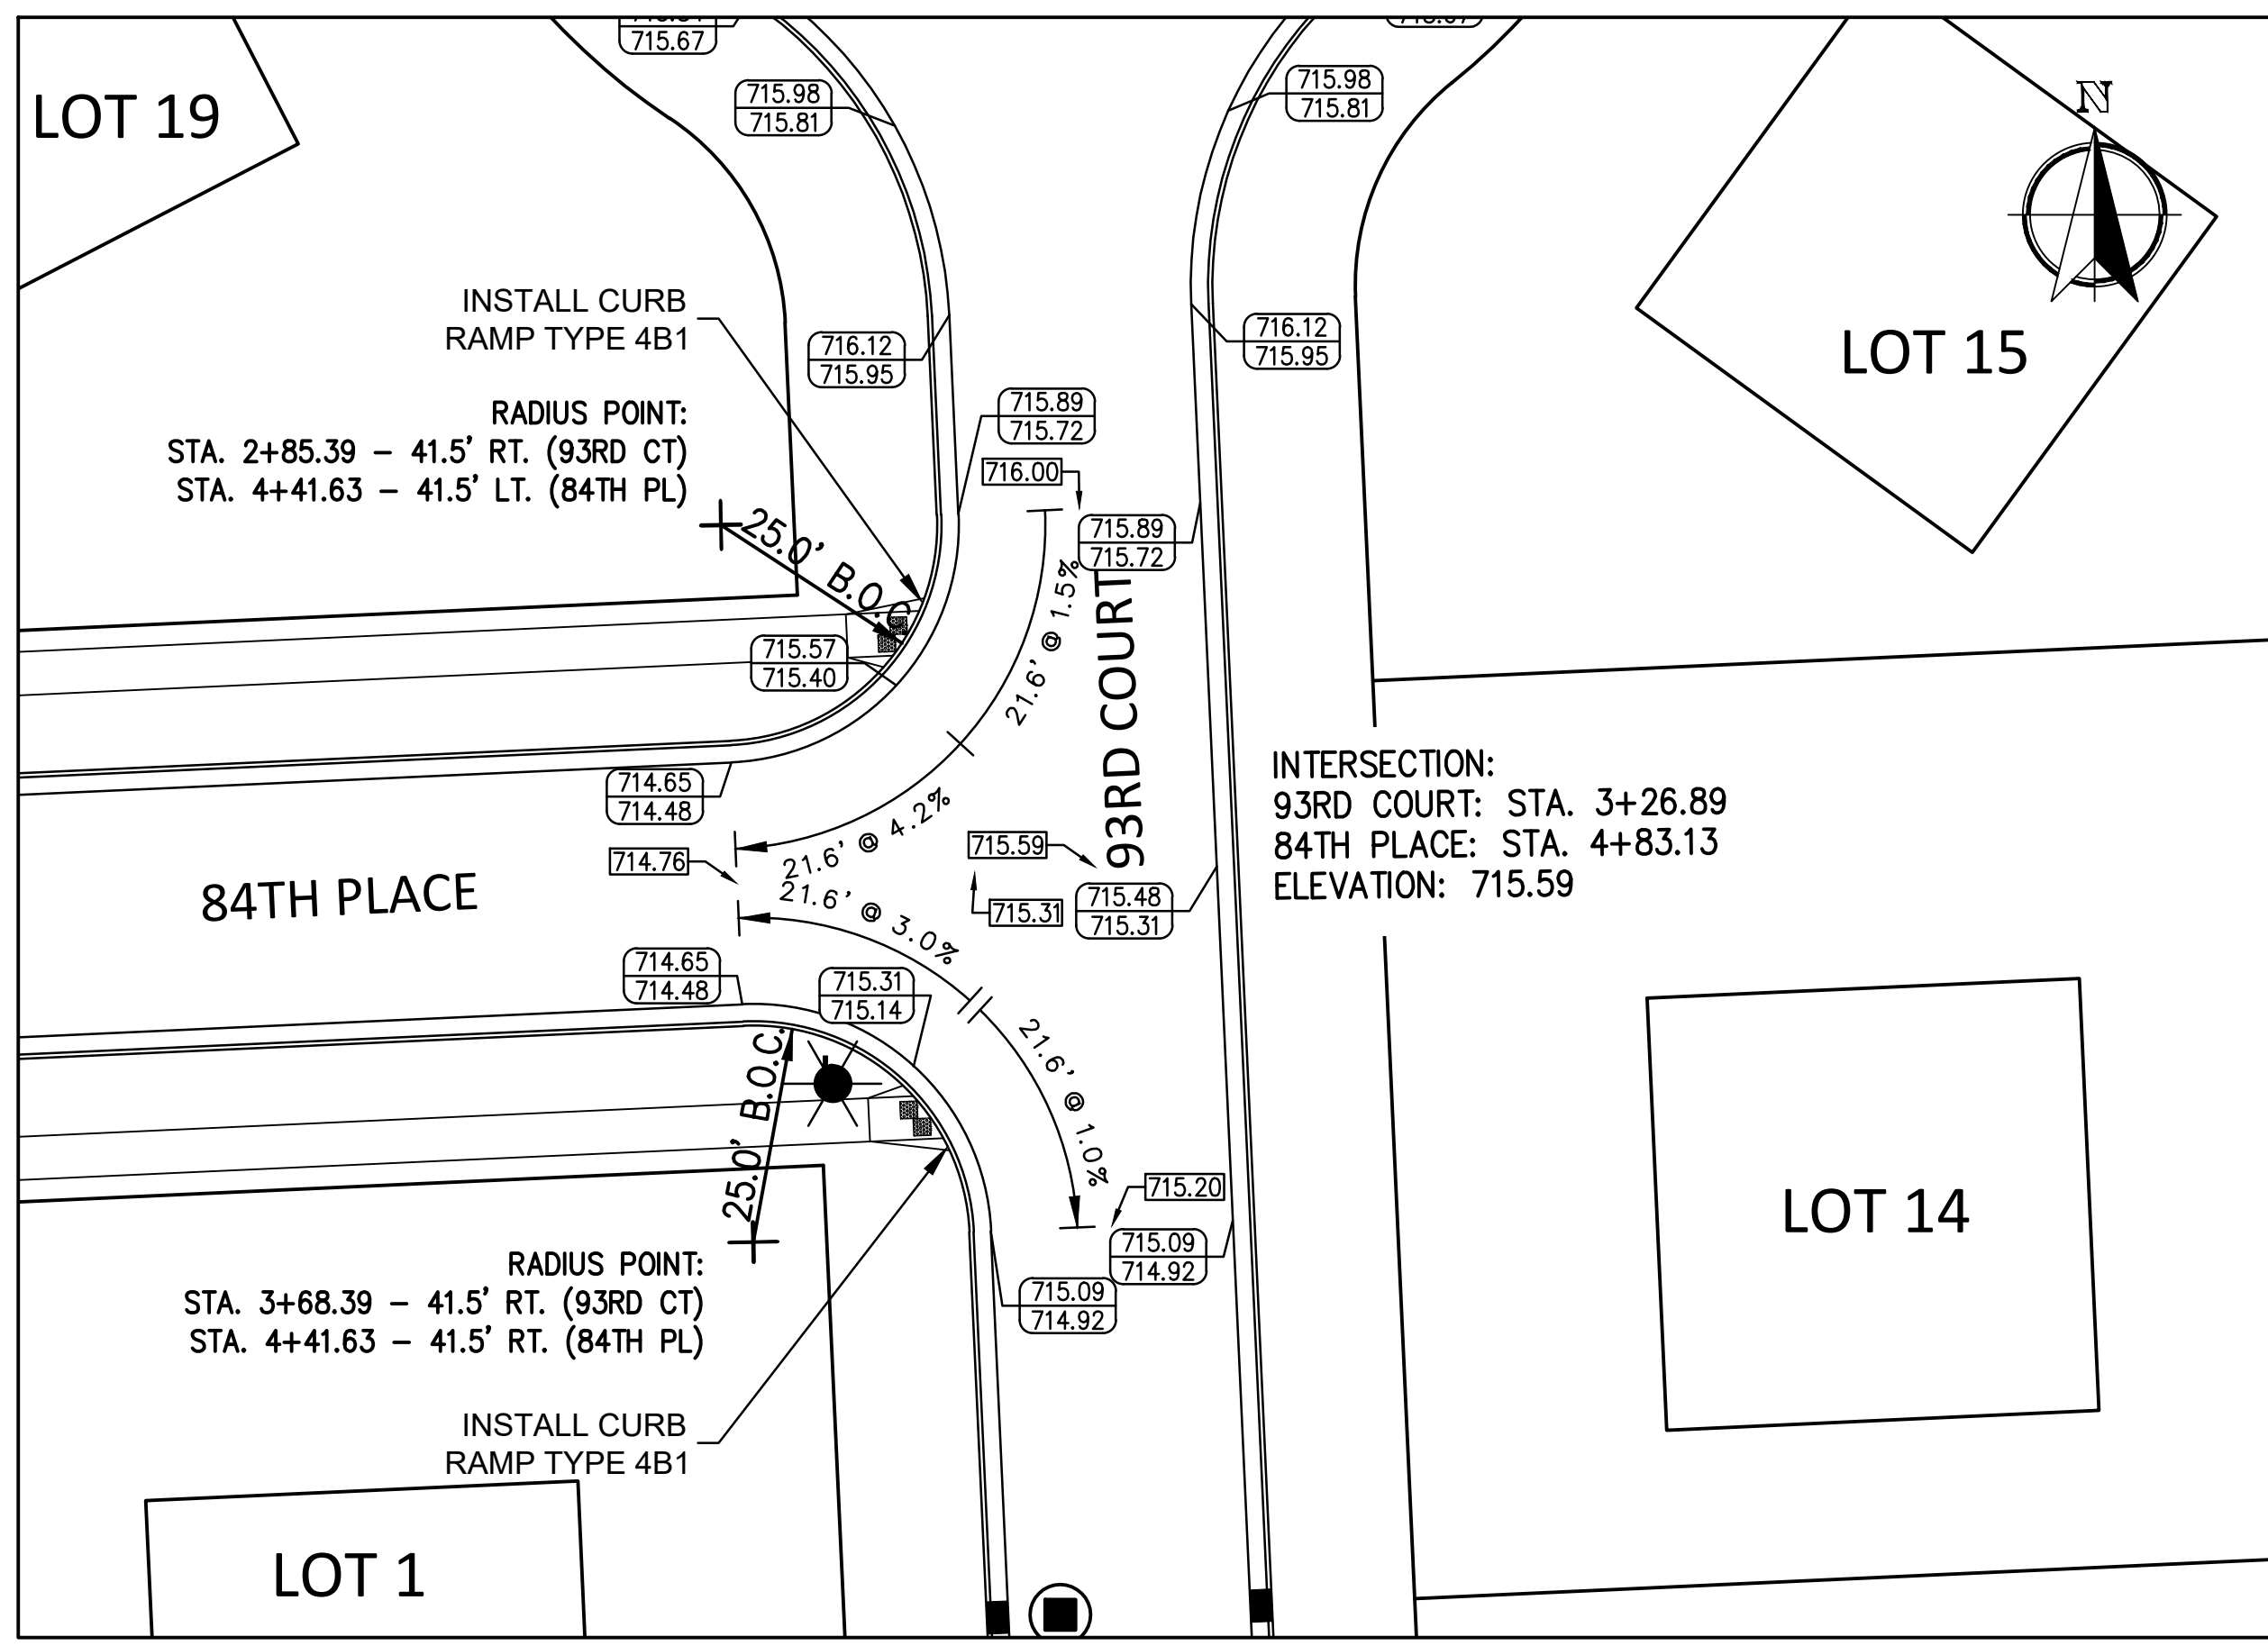 715.67
715.98
715.81
715.98
715.81
N
LOT 19
INSTALL CURB
RAMP TYPE 4B1
716.12
715.95
716.12
715.95
LOT 15
RADIUS POINT:
STA. 2+85.39 – 41.5' RT. (93RD CT)
STA. 4+41.63 – 41.5' LT. (84TH PL)
715.89
715.72
716.00
715.89
715.72
25.0' B.O.C.
21.6' @ 1.5%
93RD COURT
715.57
715.40
714.65
714.48
21.6' @ 4.2%
INTERSECTION:
93RD COURT: STA. 3+26.89
84TH PLACE: STA. 4+83.13
ELEVATION: 715.59
715.59
714.76
84TH PLACE
21.6' @ 3.0%
715.31
715.48
715.31
714.65
714.48
715.31
715.14
25.0' B.O.C.
21.6' @ 1.0%
715.20
715.09
714.92
715.09
714.92
LOT 14
RADIUS POINT:
STA. 3+68.39 – 41.5' RT. (93RD CT)
STA. 4+41.63 – 41.5' RT. (84TH PL)
INSTALL CURB
RAMP TYPE 4B1
LOT 1